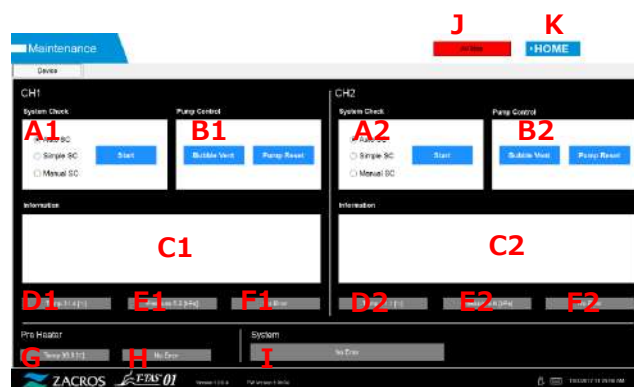 J K
Maintenance
HOME
Device
CH1 CH2
System Check Pump Control System Check Pump Control
A1 B1 A2 B2
Simple SC Start Bubble Vent Pump Reset Simple SC Start Bubble Vent Pump Reset
Manual SC Manual SC
Information Information
C1 C2
D1 E1 F1 D2 E2 F2
Pre Heater System
G H No Error I No Error
ZACROS E-TAS'01